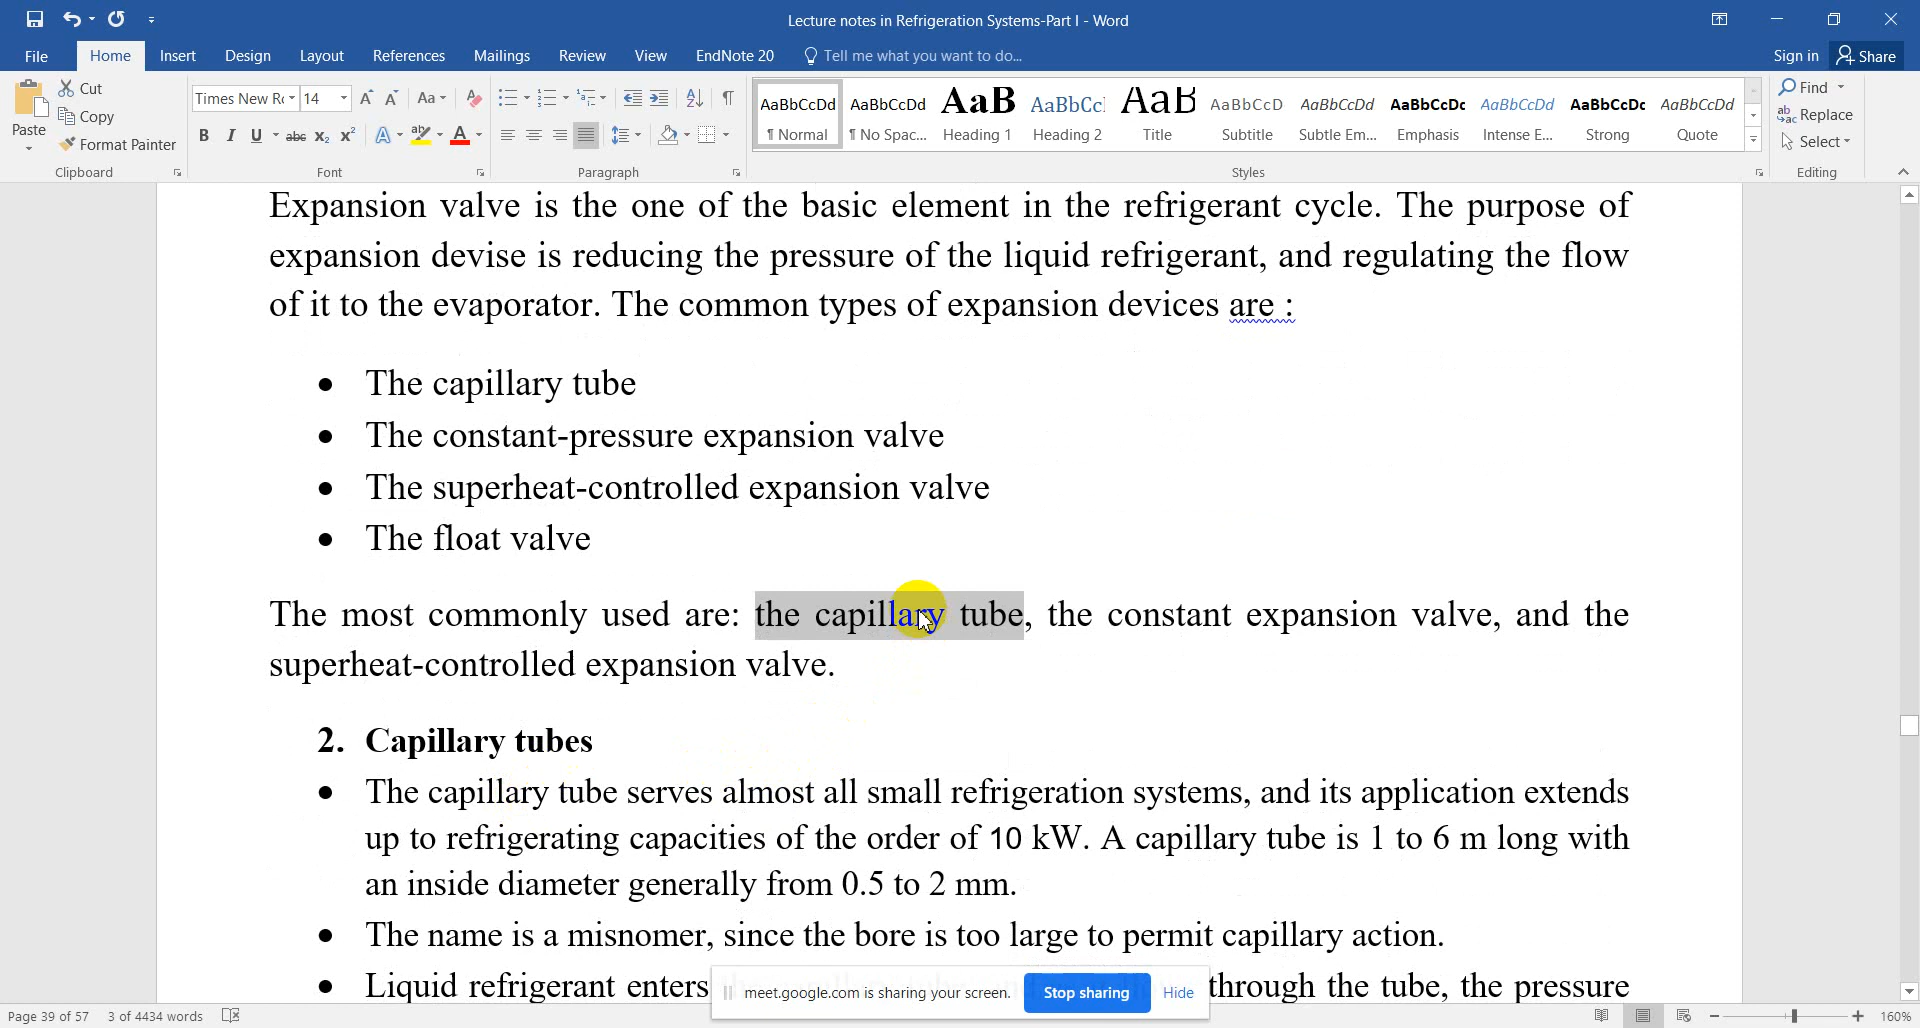 Lecture notes in Refrigeration Systems-Part I - Word
File Home Insert Design Layout References Mailings Review View EndNote 20 Tell me what you want to do... Sign in Share
Paste Cut Copy Format Painter Clipboard
Times New Ro 14 Aa Font
Paragraph
AaBbCcDd AaBbCcDd AaB AaBbCc AaB AaBbCcD AaBbCcDd AaBbCcDc AaBbCcDd AaBbCcDc AaBbCcDd
¶ Normal ¶ No Spac... Heading 1 Heading 2 Title Subtitle Subtle Em... Emphasis Intense E... Strong Quote
Styles
Find Replace Select Editing
Expansion valve is the one of the basic element in the refrigerant cycle. The purpose of
expansion devise is reducing the pressure of the liquid refrigerant, and regulating the flow
of it to the evaporator. The common types of expansion devices are :
• The capillary tube
• The constant-pressure expansion valve
• The superheat-controlled expansion valve
• The float valve
The most commonly used are: the capillary tube, the constant expansion valve, and the
superheat-controlled expansion valve.
2. Capillary tubes
• The capillary tube serves almost all small refrigeration systems, and its application extends
up to refrigerating capacities of the order of 10 kW. A capillary tube is 1 to 6 m long with
an inside diameter generally from 0.5 to 2 mm.
• The name is a misnomer, since the bore is too large to permit capillary action.
• Liquid refrigerant enters through the tube, the pressure
meet.google.com is sharing your screen. Stop sharing Hide
Page 39 of 57 3 of 4434 words 160%